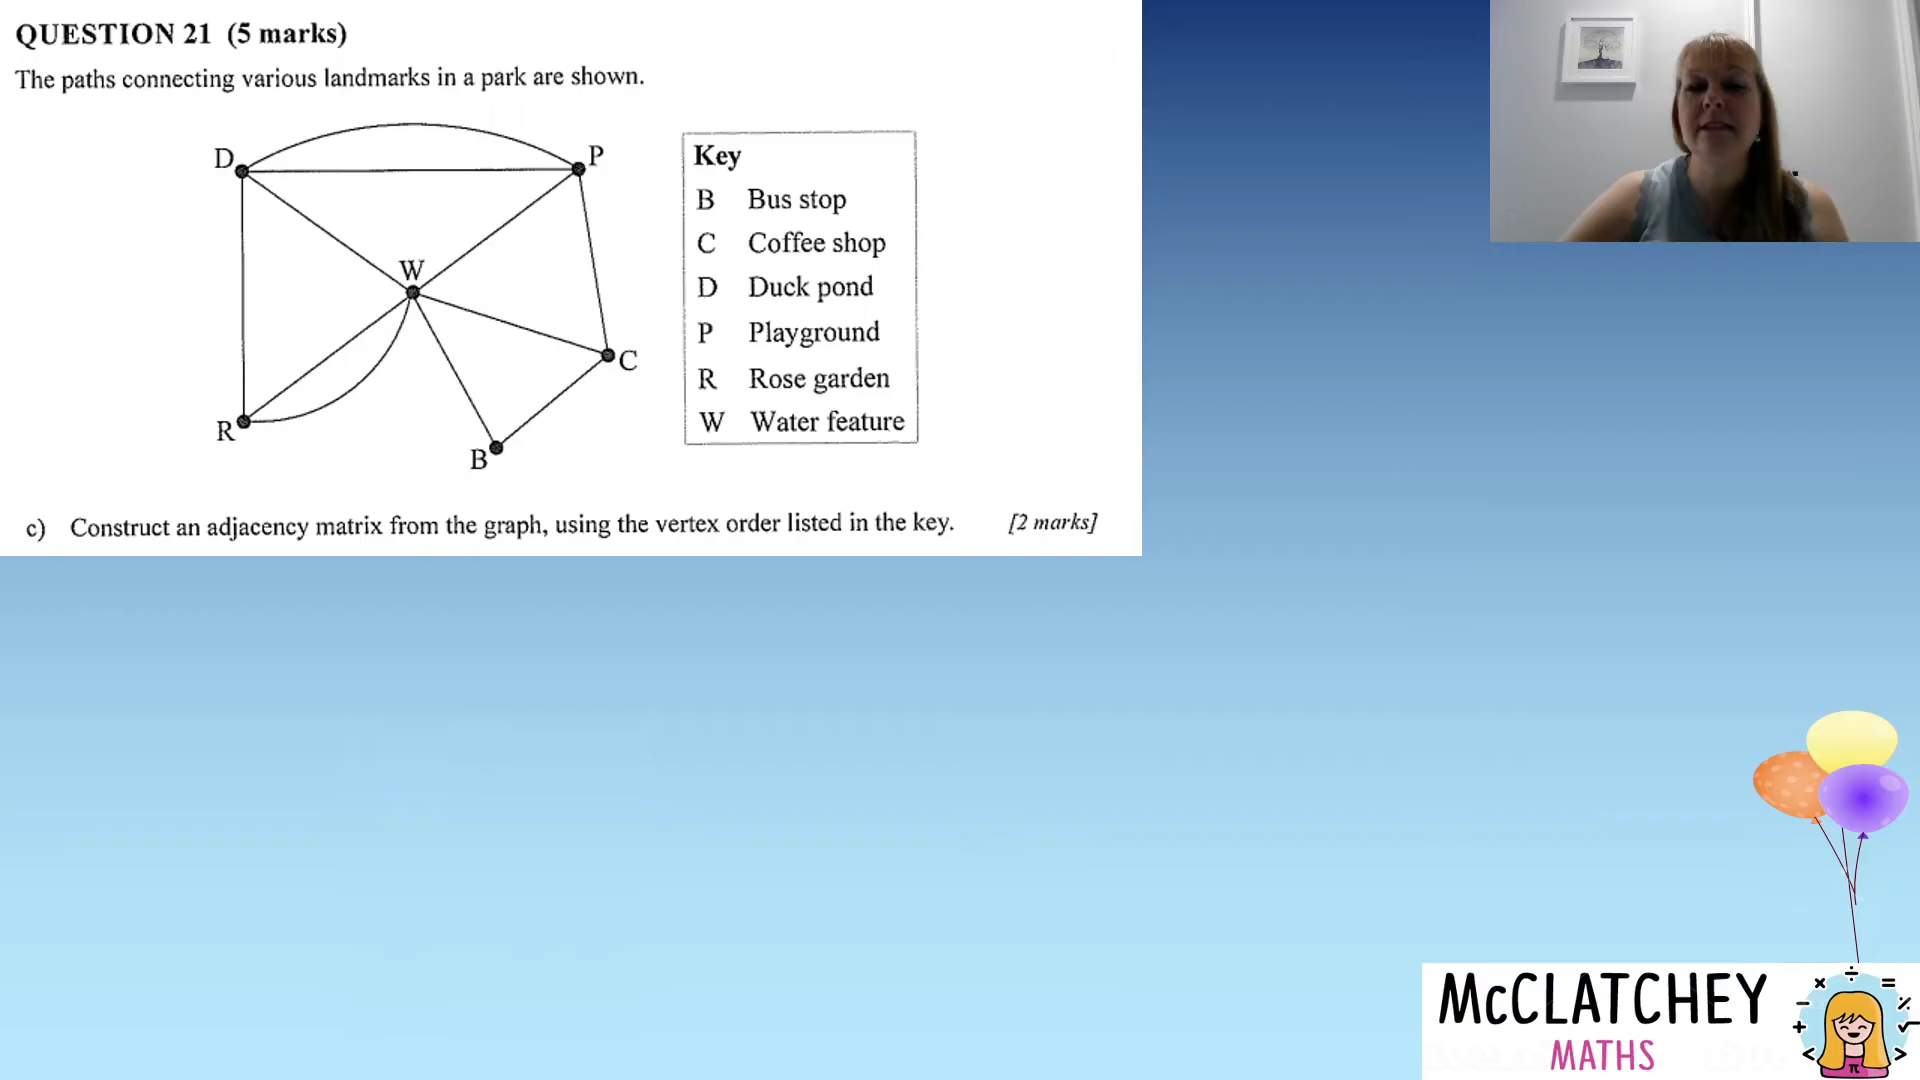 QUESTION 21 (5 marks)
The paths connecting various landmarks in a park are shown.
D
P
W
C
R
B
Key
B Bus stop
C Coffee shop
D Duck pond
P Playground
R Rose garden
W Water feature
c) Construct an adjacency matrix from the graph, using the vertex order listed in the key. [2 marks]
McCLATCHEY
MATHS
× ÷ =
− %
+ √
< π >